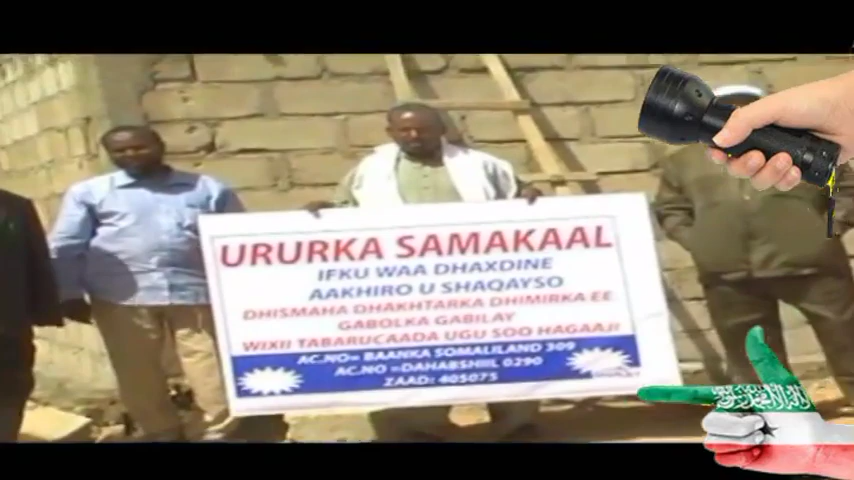 URURKA SAMAKAAL
IFKU WAA DHAXDINE
AAKHIRO U SHAQAYSO
DHISMAHA DHAKHTARKA DHIMIRKA EE
GABOLKA GABILAY
WIXII TABARUCAADA UGU SOO HAGAAJI
AC.NO= BAANKA SOMALILAND 309
AC.NO =DAHABSHIIL 0290
ZAAD: 405075